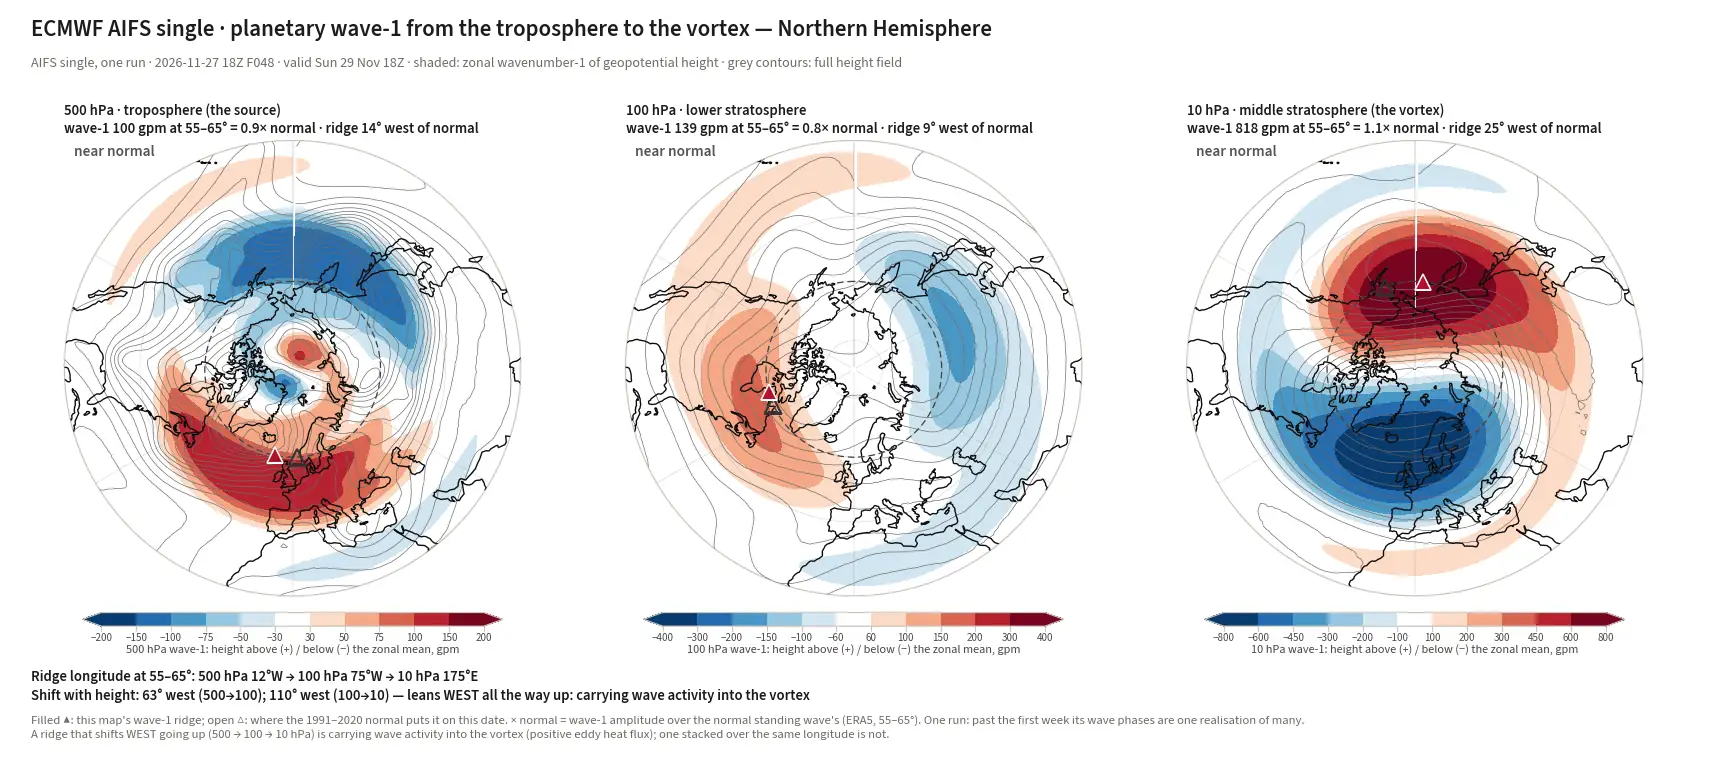 ECMWF AIFS single · planetary wave-1 from the troposphere to the vortex — Northern Hemisphere
AIFS single, one run · 2026-11-27 18Z F048 · valid Sun 29 Nov 18Z · shaded: zonal wavenumber-1 of geopotential height · grey contours: full height field
500 hPa · troposphere (the source)
wave-1 100 gpm at 55–65° = 0.9× normal · ridge 14° west of normal
near normal
100 hPa · lower stratosphere
wave-1 139 gpm at 55–65° = 0.8× normal · ridge 9° west of normal
near normal
10 hPa · middle stratosphere (the vortex)
wave-1 818 gpm at 55–65° = 1.1× normal · ridge 25° west of normal
near normal
−200 −150 −100 −75 −50 −30 30 50 75 100 150 200
500 hPa wave-1: height above (+) / below (−) the zonal mean, gpm
−400 −300 −200 −150 −100 −60 60 100 150 200 300 400
100 hPa wave-1: height above (+) / below (−) the zonal mean, gpm
−800 −600 −450 −300 −200 −100 100 200 300 450 600 800
10 hPa wave-1: height above (+) / below (−) the zonal mean, gpm
Ridge longitude at 55–65°: 500 hPa 12°W → 100 hPa 75°W → 10 hPa 175°E
Shift with height: 63° west (500→100); 110° west (100→10) — leans WEST all the way up: carrying wave activity into the vortex
Filled ▲: this map's wave-1 ridge; open △: where the 1991–2020 normal puts it on this date. × normal = wave-1 amplitude over the normal standing wave's (ERA5, 55–65°). One run: past the first week its wave phases are one realisation of many.
A ridge that shifts WEST going up (500 → 100 → 10 hPa) is carrying wave activity into the vortex (positive eddy heat flux); one stacked over the same longitude is not.